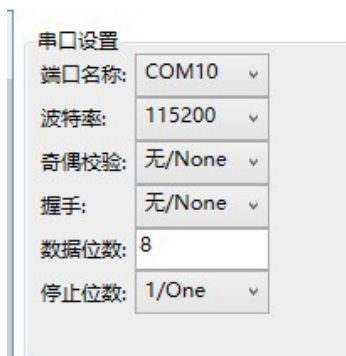 串口设置
端口名称: COM10
波特率: 115200
奇偶校验: 无/None
握手: 无/None
数据位数: 8
停止位数: 1/One